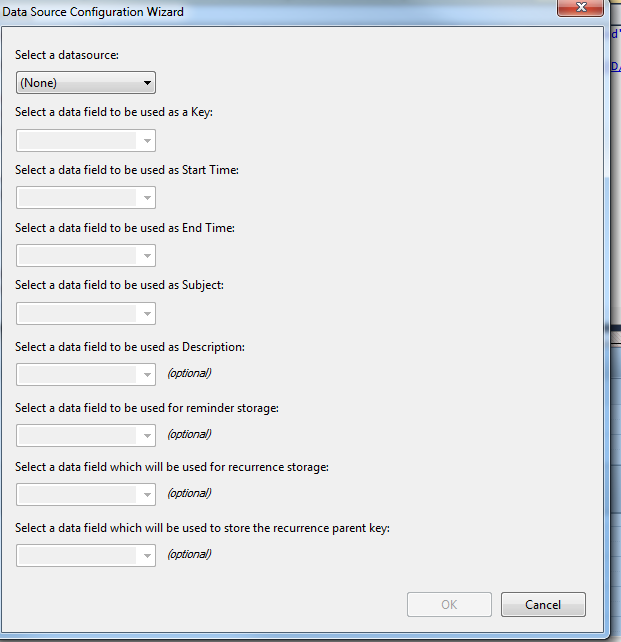 Data Source Configuration Wizard
Select a datasource:
(None)
Select a data field to be used as a Key:
Select a data field to be used as Start Time:
Select a data field to be used as End Time:
Select a data field to be used as Subject:
Select a data field to be used as Description:
(optional)
Select a data field to be used for reminder storage:
(optional)
Select a data field which will be used for recurrence storage:
(optional)
Select a data field which will be used to store the recurrence parent key:
(optional)
OK
Cancel